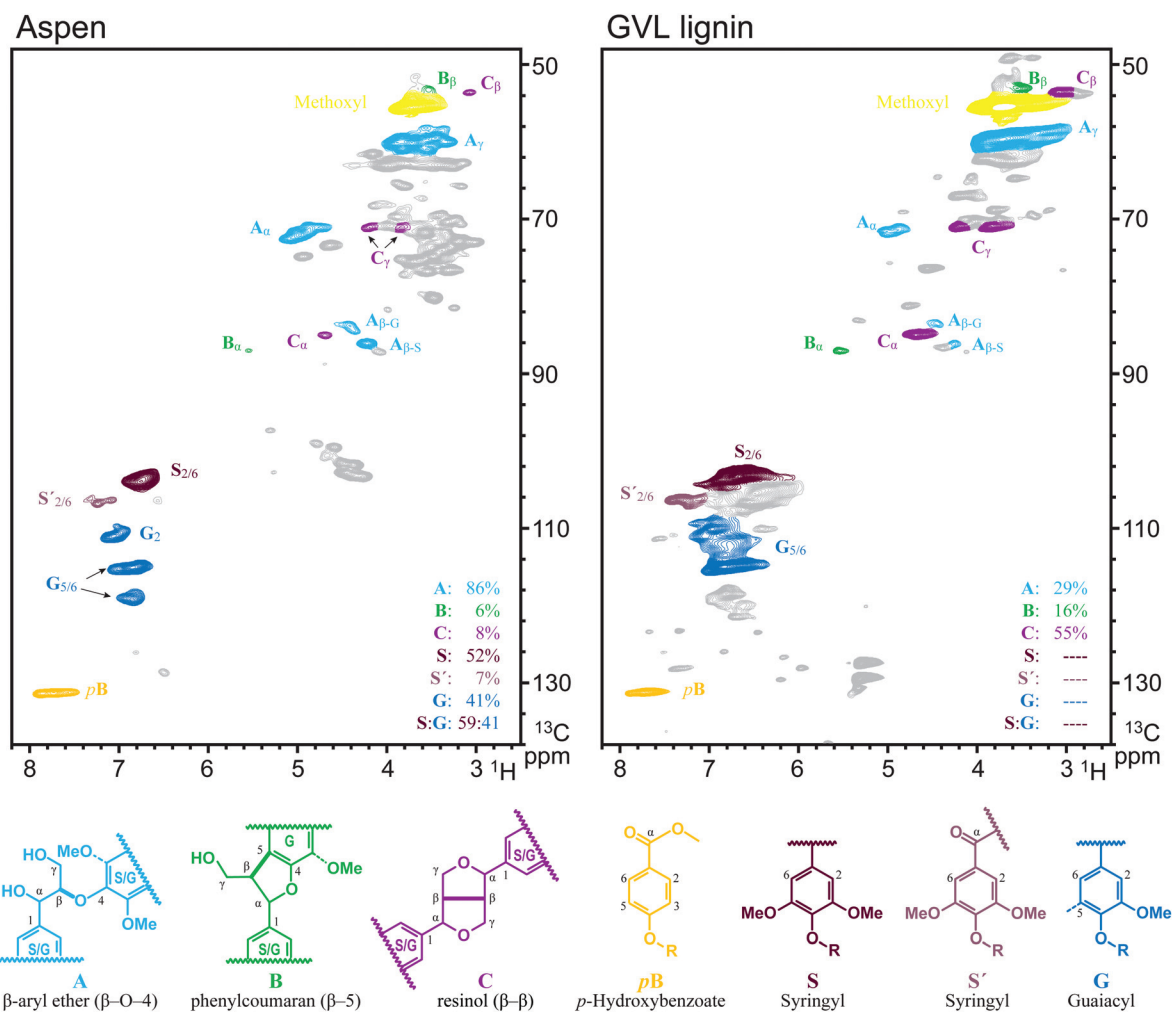 Aspen
GVL lignin
50
70
90
110
130
13C
ppm
8 7 6 5 4 3 1H
Methoxyl
Bβ
Cβ
Aγ
Aα
Cγ
Aβ-G
Bα
Cα
Aβ-S
S2/6
S´2/6
G2
G5/6
pB
A: 86%
B: 6%
C: 8%
S: 52%
S´: 7%
G: 41%
S:G: 59:41
50
70
90
110
130
13C
ppm
8 7 6 5 4 3 1H
Methoxyl
Bβ
Cβ
Aγ
Aα
Cγ
Aβ-G
Bα
Cα
Aβ-S
S2/6
S´2/6
G5/6
pB
A: 29%
B: 16%
C: 55%
S: ----
S´: ----
G: ----
S:G: ----
HO
MeO
γ
S/G
HO
α
β
O
4
OMe
1
S/G
G
5
HO
β
4
OMe
γ
O
α
1
S/G
O
S/G
γ
α
1
β
β
α
γ
S/G
1
O
α
O
O
6
2
5
3
O
R
6
2
MeO
OMe
O
R
O
α
6
2
MeO
OMe
O
R
6
2
5
OMe
O
R
A
β-aryl ether (β–O–4)
B
phenylcoumaran (β–5)
C
resinol (β–β)
pB
p-Hydroxybenzoate
S
Syringyl
S´
Syringyl
G
Guaiacyl